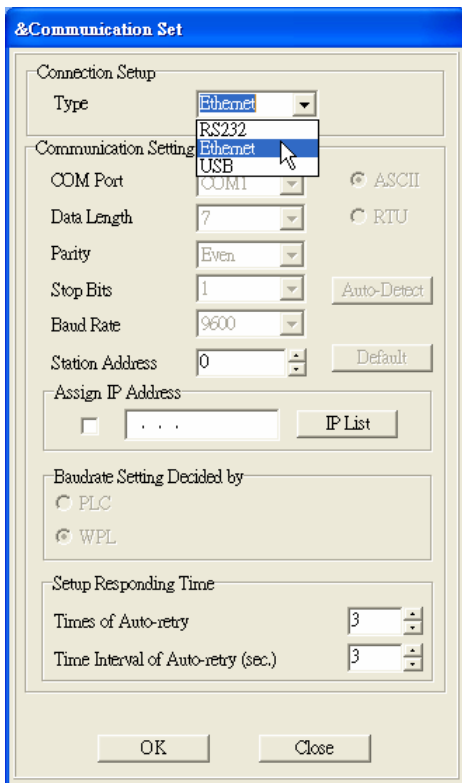 &Communication Set
Connection Setup
Type Ethernet
RS232
Ethernet
USB
Communication Setting
COM Port COM1 ASCII
Data Length 7 RTU
Parity Even
Stop Bits 1 Auto-Detect
Baud Rate 9600
Station Address 0 Default
Assign IP Address
. . . IP List
Baudrate Setting Decided by
PLC
WPL
Setup Responding Time
Times of Auto-retry 3
Time Interval of Auto-retry (sec.) 3
OK Close